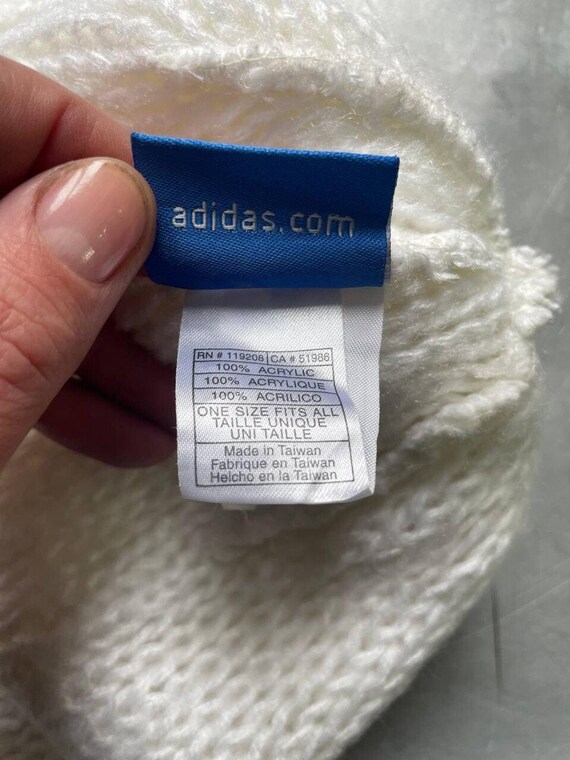 adidas.com
RN # 119208 CA # 51986
100% ACRYLIC
100% ACRYLIQUE
100% ACRILICO
ONE SIZE FITS ALL
TAILLE UNIQUE
UNI TAILLE
Made in Taiwan
Fabrique en Taiwan
Helcho en la Taiwan